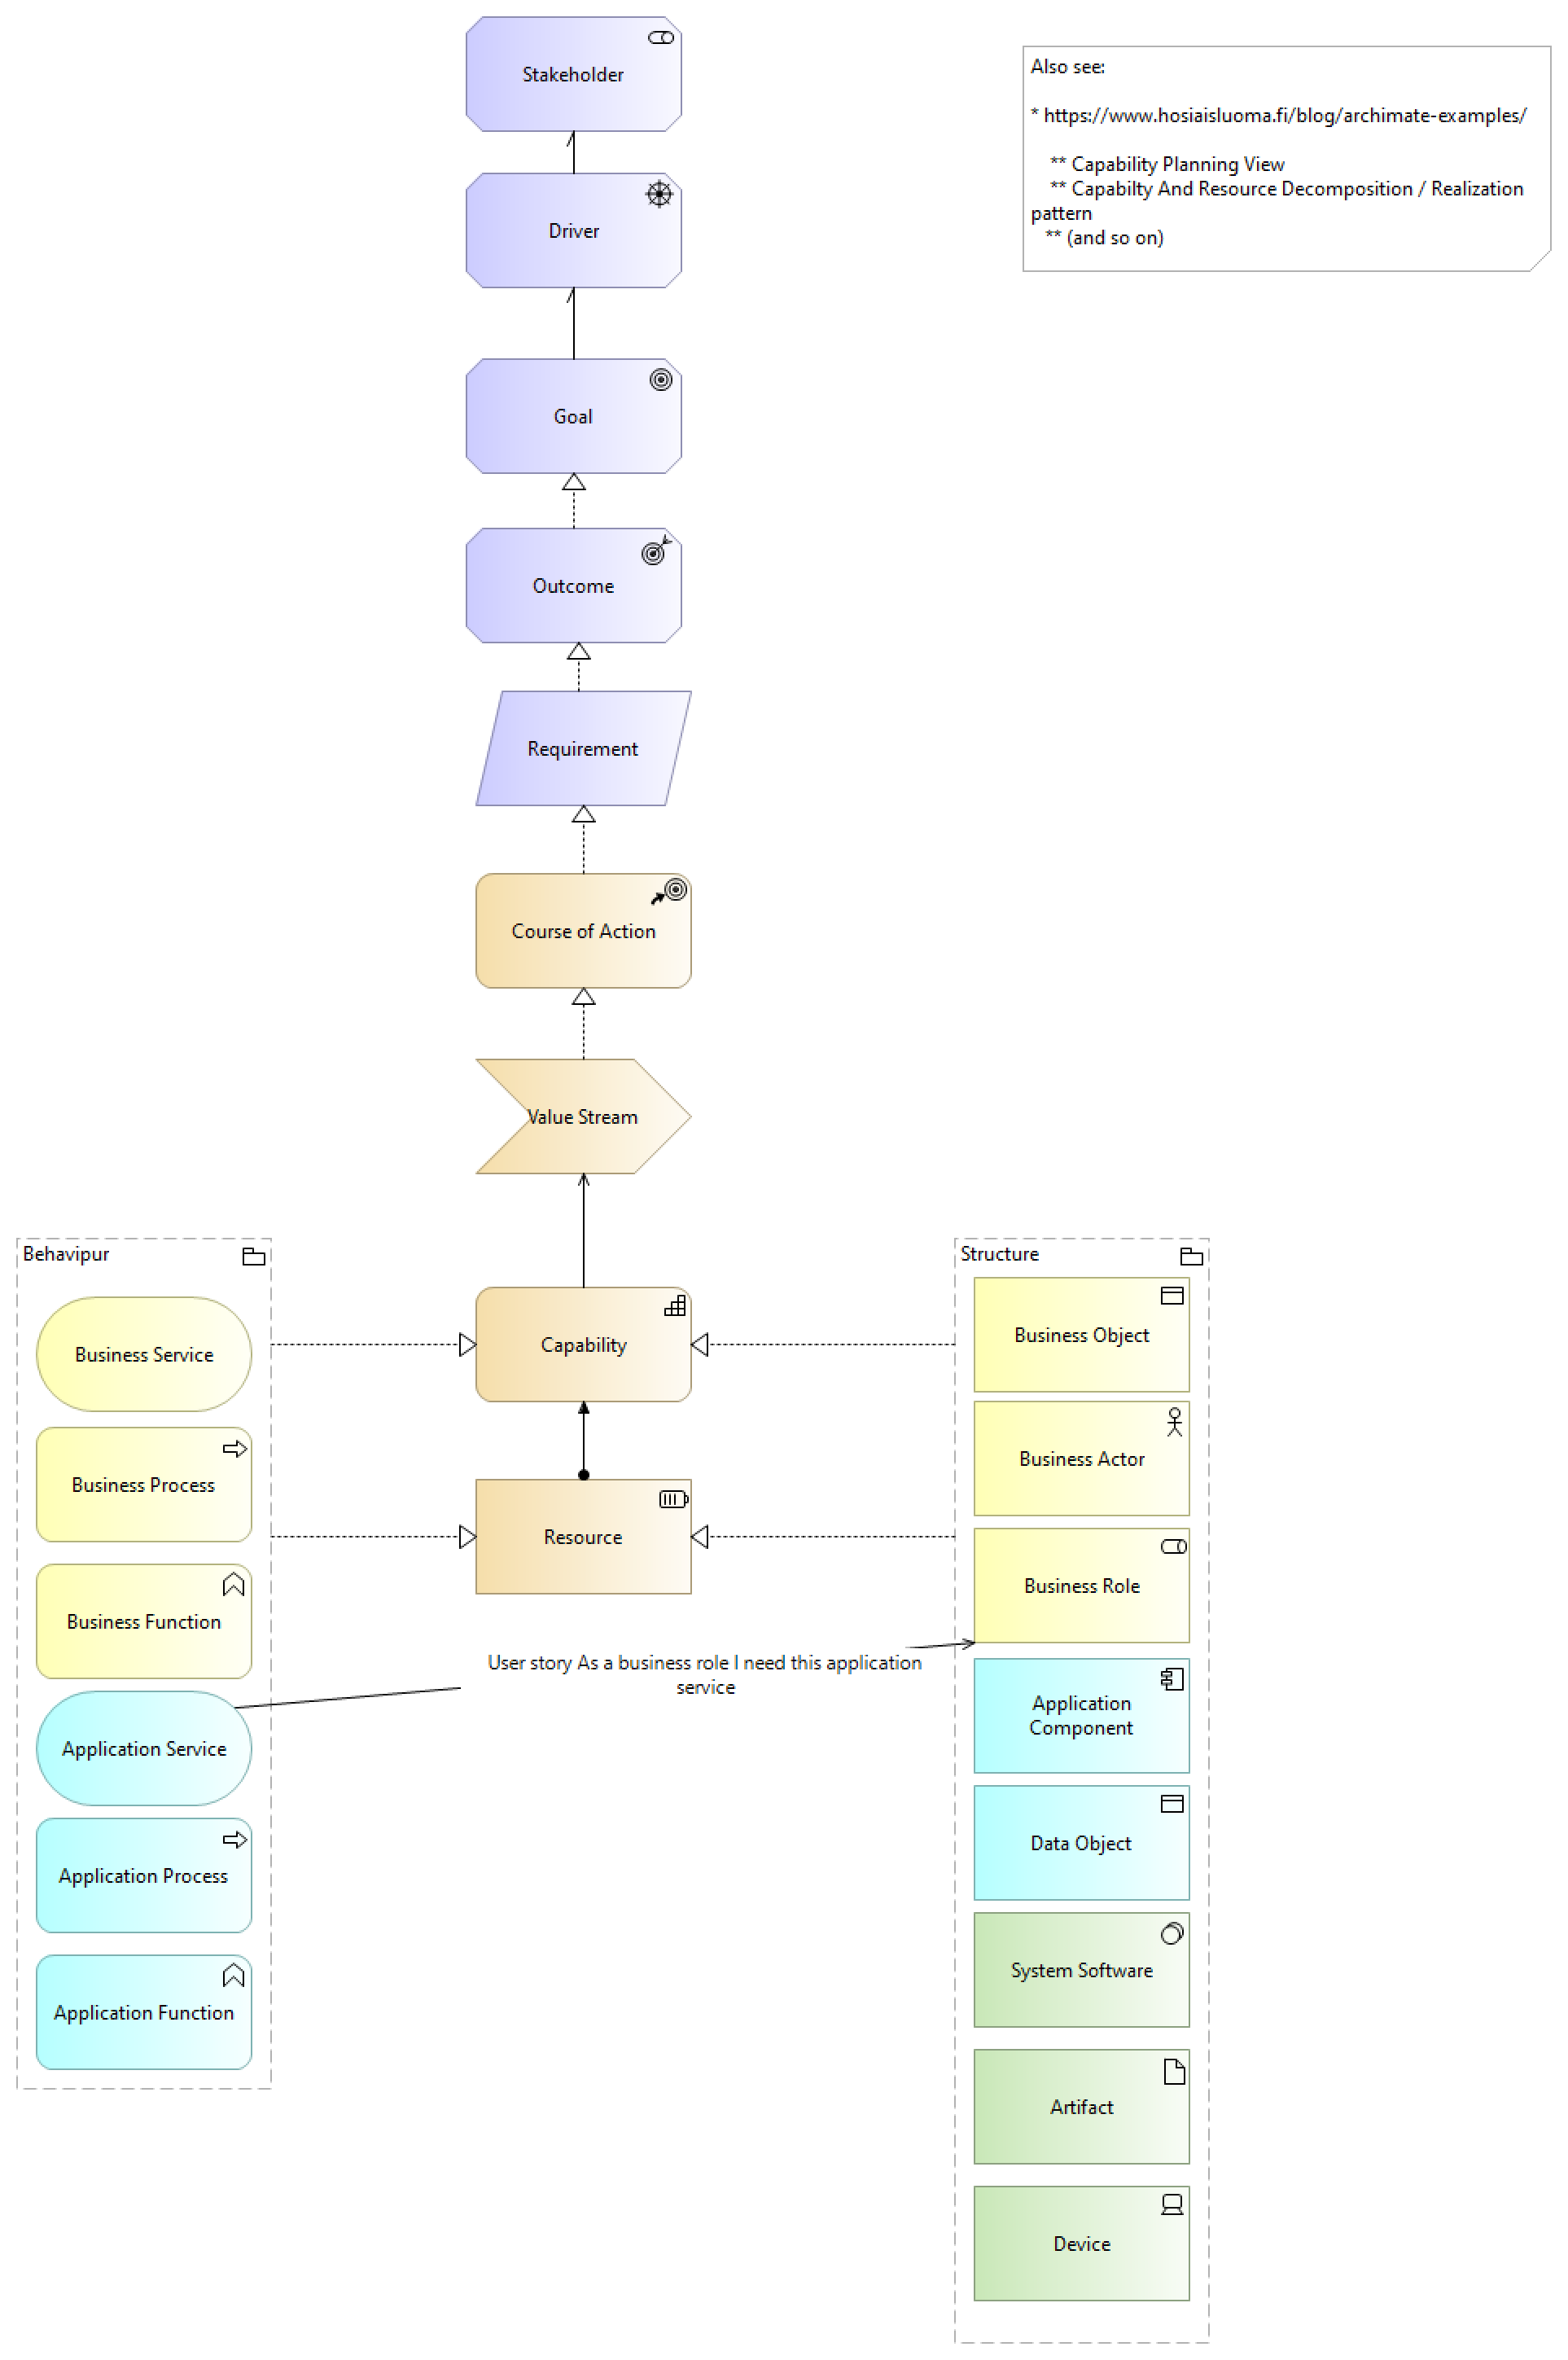 Stakeholder
Also see:
* https://www.hosiaisluoma.fi/blog/archimate-examples/
** Capability Planning View
** Capabilty And Resource Decomposition / Realization
pattern
** (and so on)
Driver
Goal
Outcome
Requirement
Course of Action
Value Stream
Behavipur
Business Service
Business Process
Business Function
Application Service
Application Process
Application Function
Capability
Resource
User story As a business role I need this application
service
Structure
Business Object
Business Actor
Business Role
Application
Component
Data Object
System Software
Artifact
Device